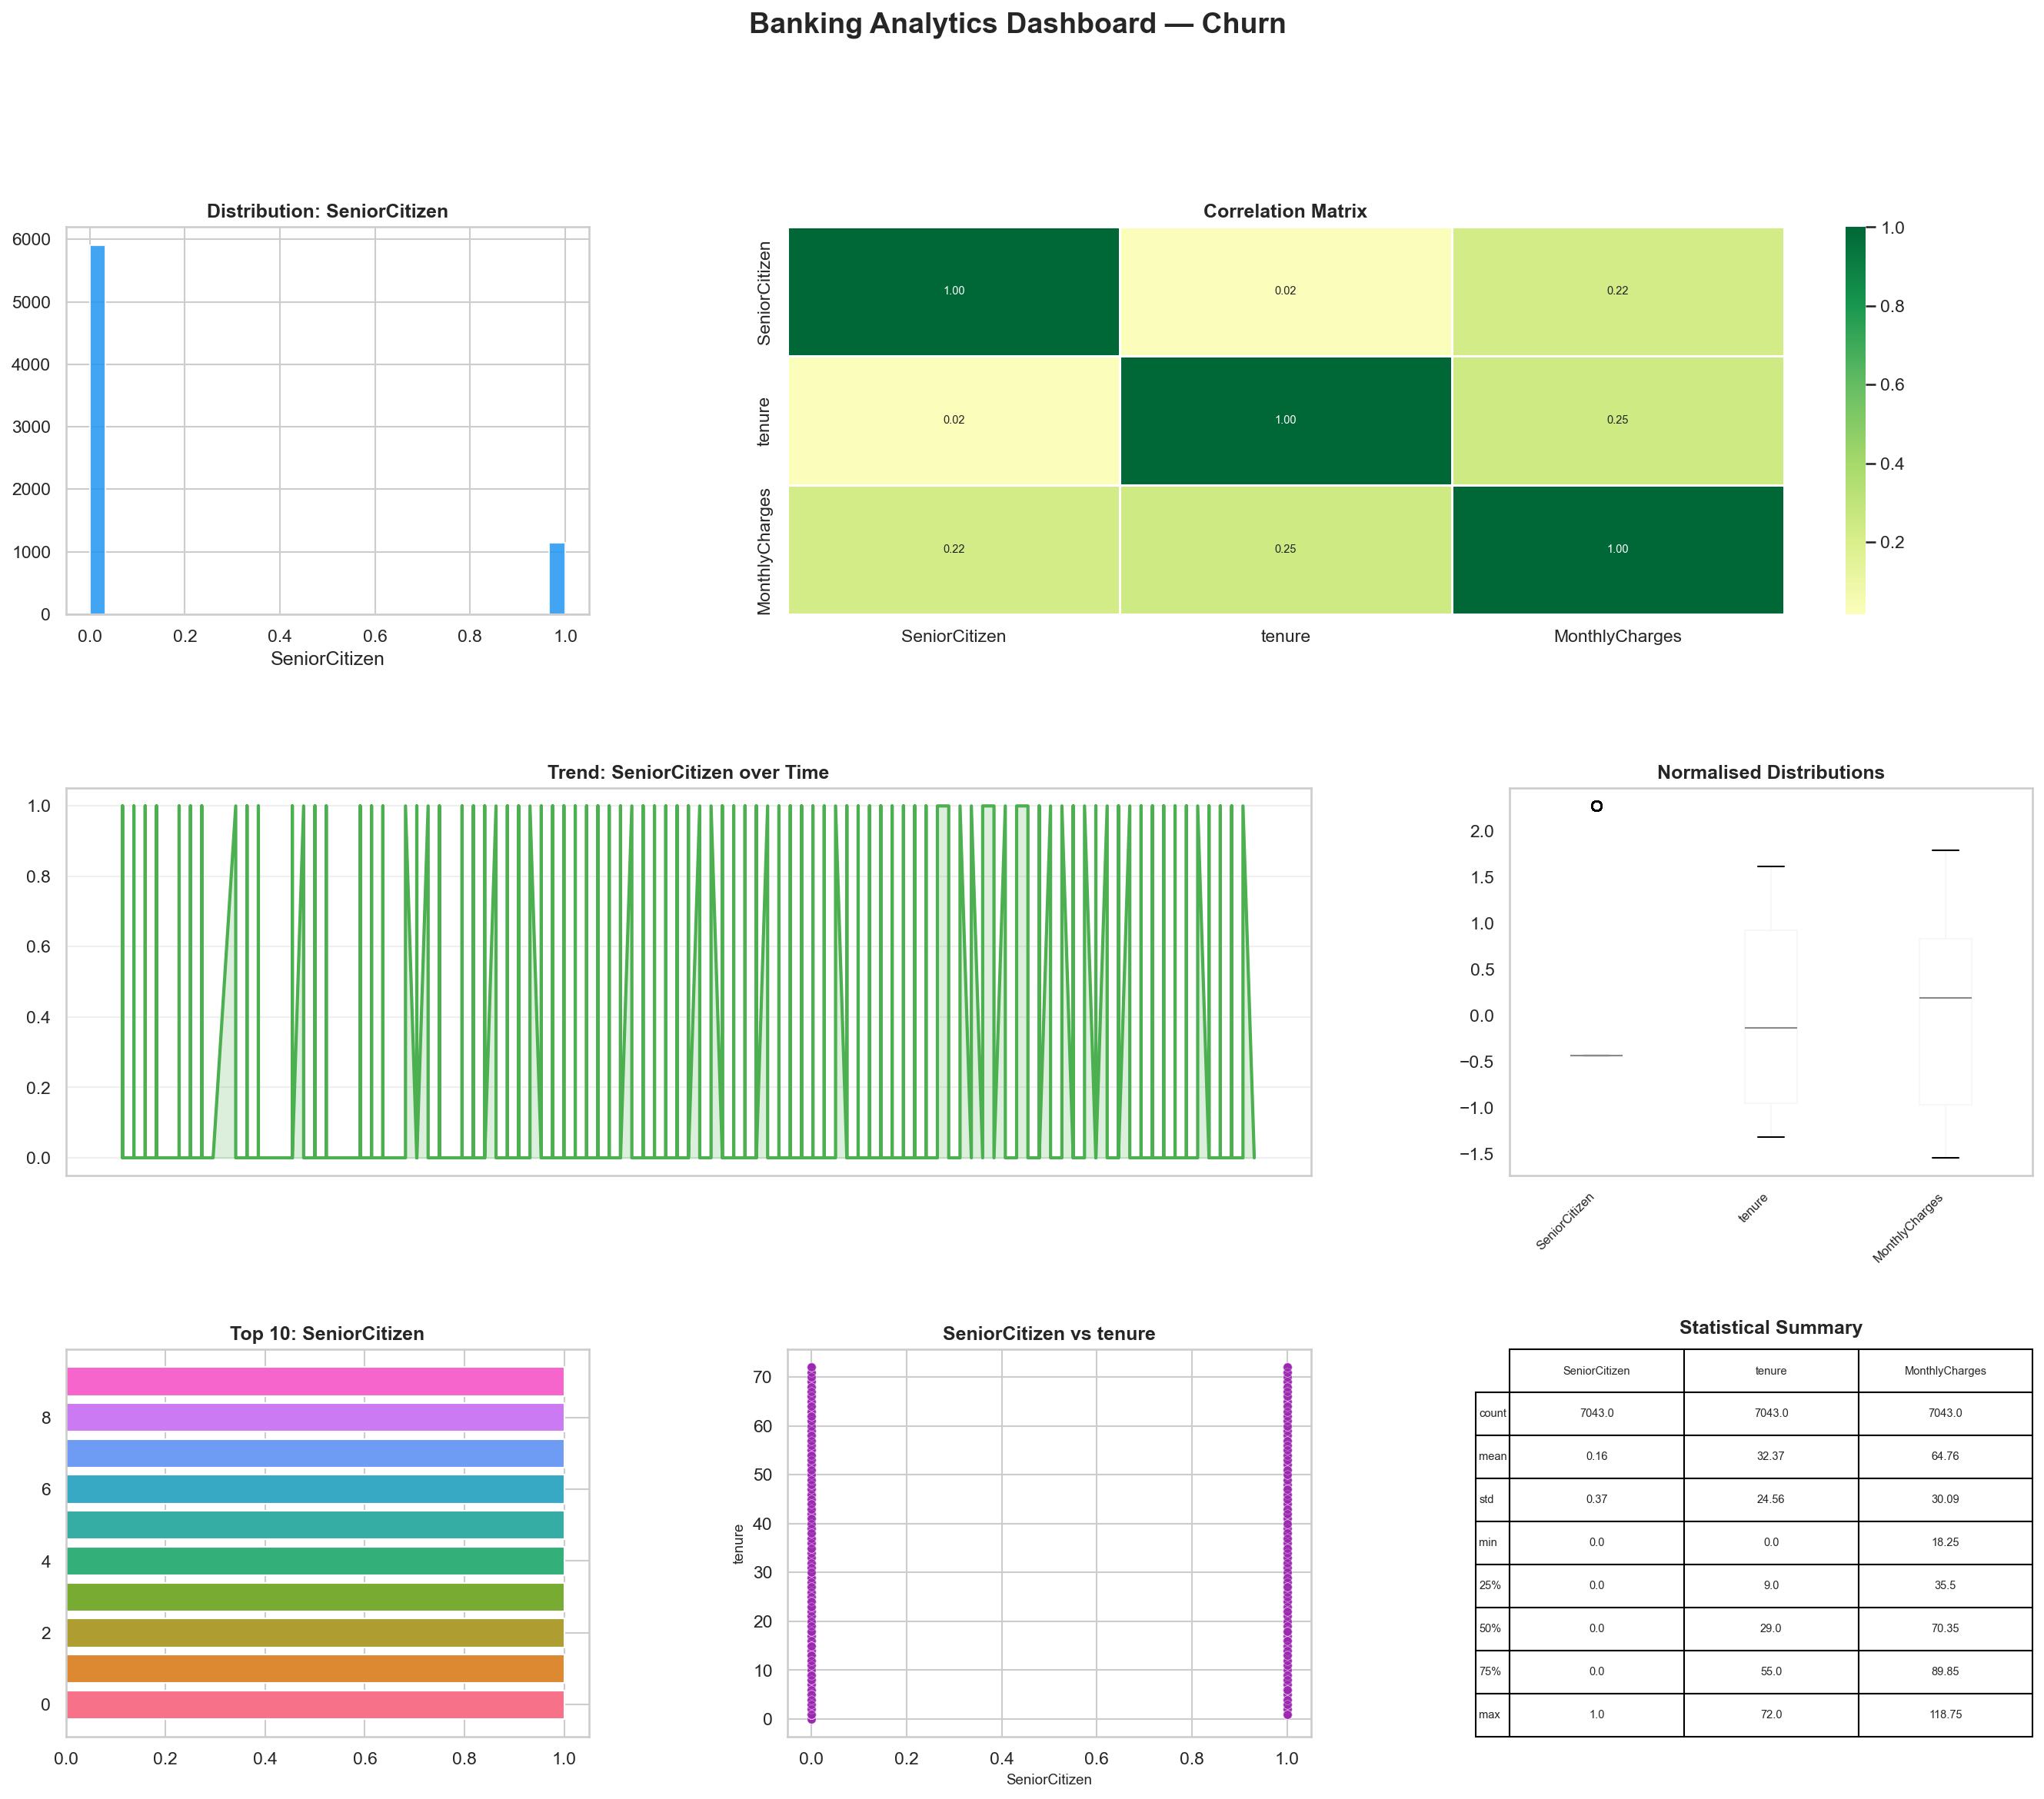 Banking Analytics Dashboard — Churn
Distribution: SeniorCitizen
6000
5000
4000
3000
2000
1000
0
0.0 0.2 0.4 0.6 0.8 1.0
SeniorCitizen
Correlation Matrix
SeniorCitizen
tenure
MonthlyCharges
1.00 0.02 0.22
0.02 1.00 0.25
0.22 0.25 1.00
SeniorCitizen tenure MonthlyCharges
1.0
0.8
0.6
0.4
0.2
Trend: SeniorCitizen over Time
1.0
0.8
0.6
0.4
0.2
0.0
Normalised Distributions
2.0
1.5
1.0
0.5
0.0
−0.5
−1.0
−1.5
SeniorCitizen
tenure
MonthlyCharges
Top 10: SeniorCitizen
8
6
4
2
0
0.0 0.2 0.4 0.6 0.8 1.0
SeniorCitizen vs tenure
tenure
70
60
50
40
30
20
10
0
0.0 0.2 0.4 0.6 0.8 1.0
SeniorCitizen
Statistical Summary
SeniorCitizen tenure MonthlyCharges
count 7043.0 7043.0 7043.0
mean 0.16 32.37 64.76
std 0.37 24.56 30.09
min 0.0 0.0 18.25
25% 0.0 9.0 35.5
50% 0.0 29.0 70.35
75% 0.0 55.0 89.85
max 1.0 72.0 118.75